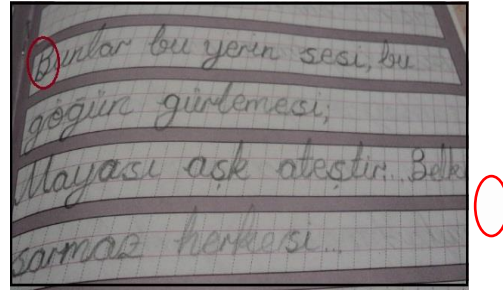 Bunlar bu yerin sesi, bu
göğün gürlemesi;
Mayası aşk ateştir... Belki
sarmaz herkesi...